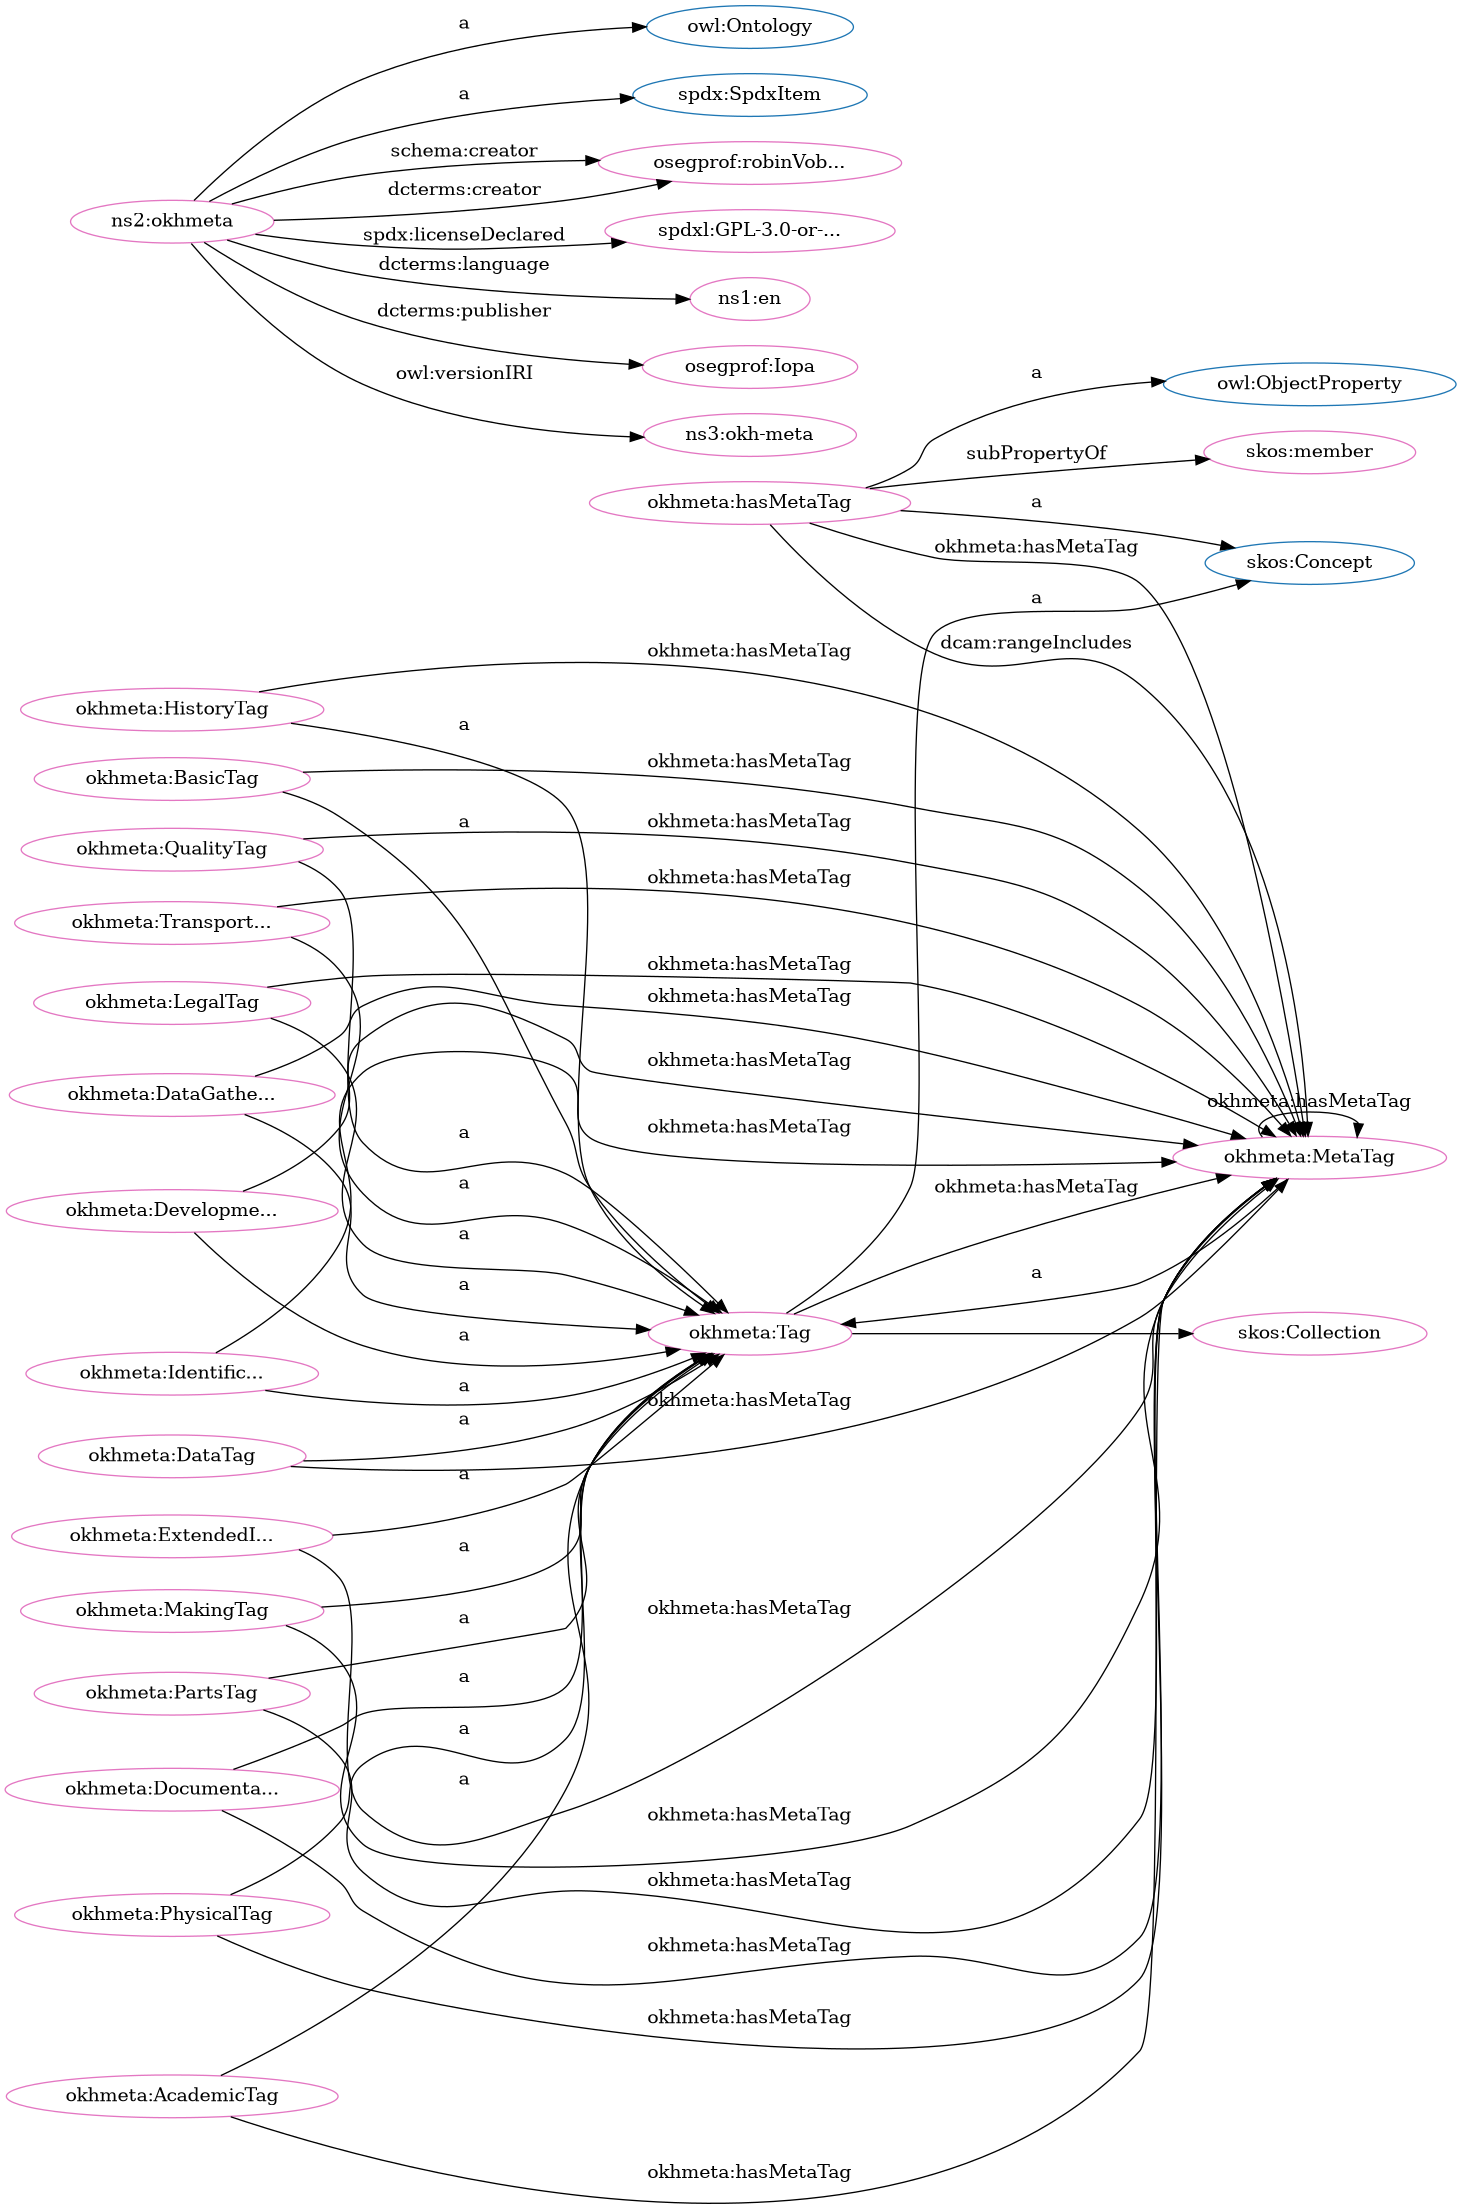 a
owl:Ontology
a
spdx:SpdxItem
schema:creator
osegprof:robinVob...
dcterms:creator
ns2:okhmeta
spdx:licenseDeclared
spdxl:GPL-3.0-or-...
dcterms:language
ns1:en
dcterms:publisher
osegprof:Iopa
owl:versionIRI
ns3:okh-meta
a
owl:ObjectProperty
subPropertyOf
skos:member
okhmeta:hasMetaTag
a
okhmeta:hasMetaTag
skos:Concept
a
dcam:rangeIncludes
okhmeta:hasMetaTag
okhmeta:HistoryTag
a
okhmeta:hasMetaTag
okhmeta:BasicTag
a
okhmeta:hasMetaTag
okhmeta:QualityTag
okhmeta:hasMetaTag
okhmeta:Transport...
okhmeta:hasMetaTag
okhmeta:hasMetaTag
okhmeta:LegalTag
okhmeta:hasMetaTag
okhmeta:DataGathe...
okhmeta:hasMetaTag
okhmeta:hasMetaTag
a
okhmeta:MetaTag
a
okhmeta:hasMetaTag
okhmeta:Developme...
a
a
a
okhmeta:Tag
skos:Collection
a
okhmeta:Identific...
a
okhmeta:hasMetaTag
a
okhmeta:DataTag
a
okhmeta:ExtendedI...
a
okhmeta:MakingTag
okhmeta:hasMetaTag
a
a
okhmeta:PartsTag
a
a
okhmeta:Documenta...
okhmeta:hasMetaTag
okhmeta:hasMetaTag
okhmeta:PhysicalTag
okhmeta:hasMetaTag
okhmeta:hasMetaTag
okhmeta:AcademicTag
okhmeta:hasMetaTag